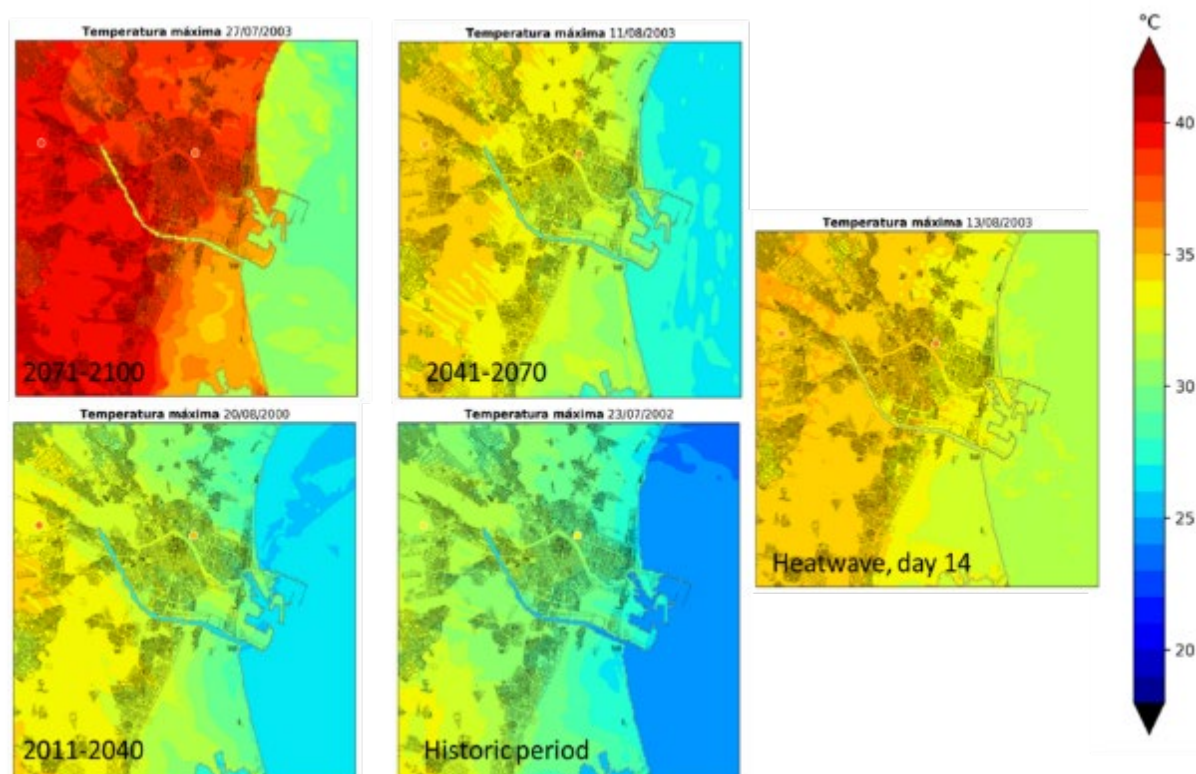 Temperatura máxima 27/07/2003
2071-2100
Temperatura máxima 11/08/2003
2041-2070
Temperatura máxima 13/08/2003
Heatwave, day 14
Temperatura máxima 20/08/2000
2011-2040
Temperatura máxima 23/07/2002
Historic period
°C
40
35
30
25
20